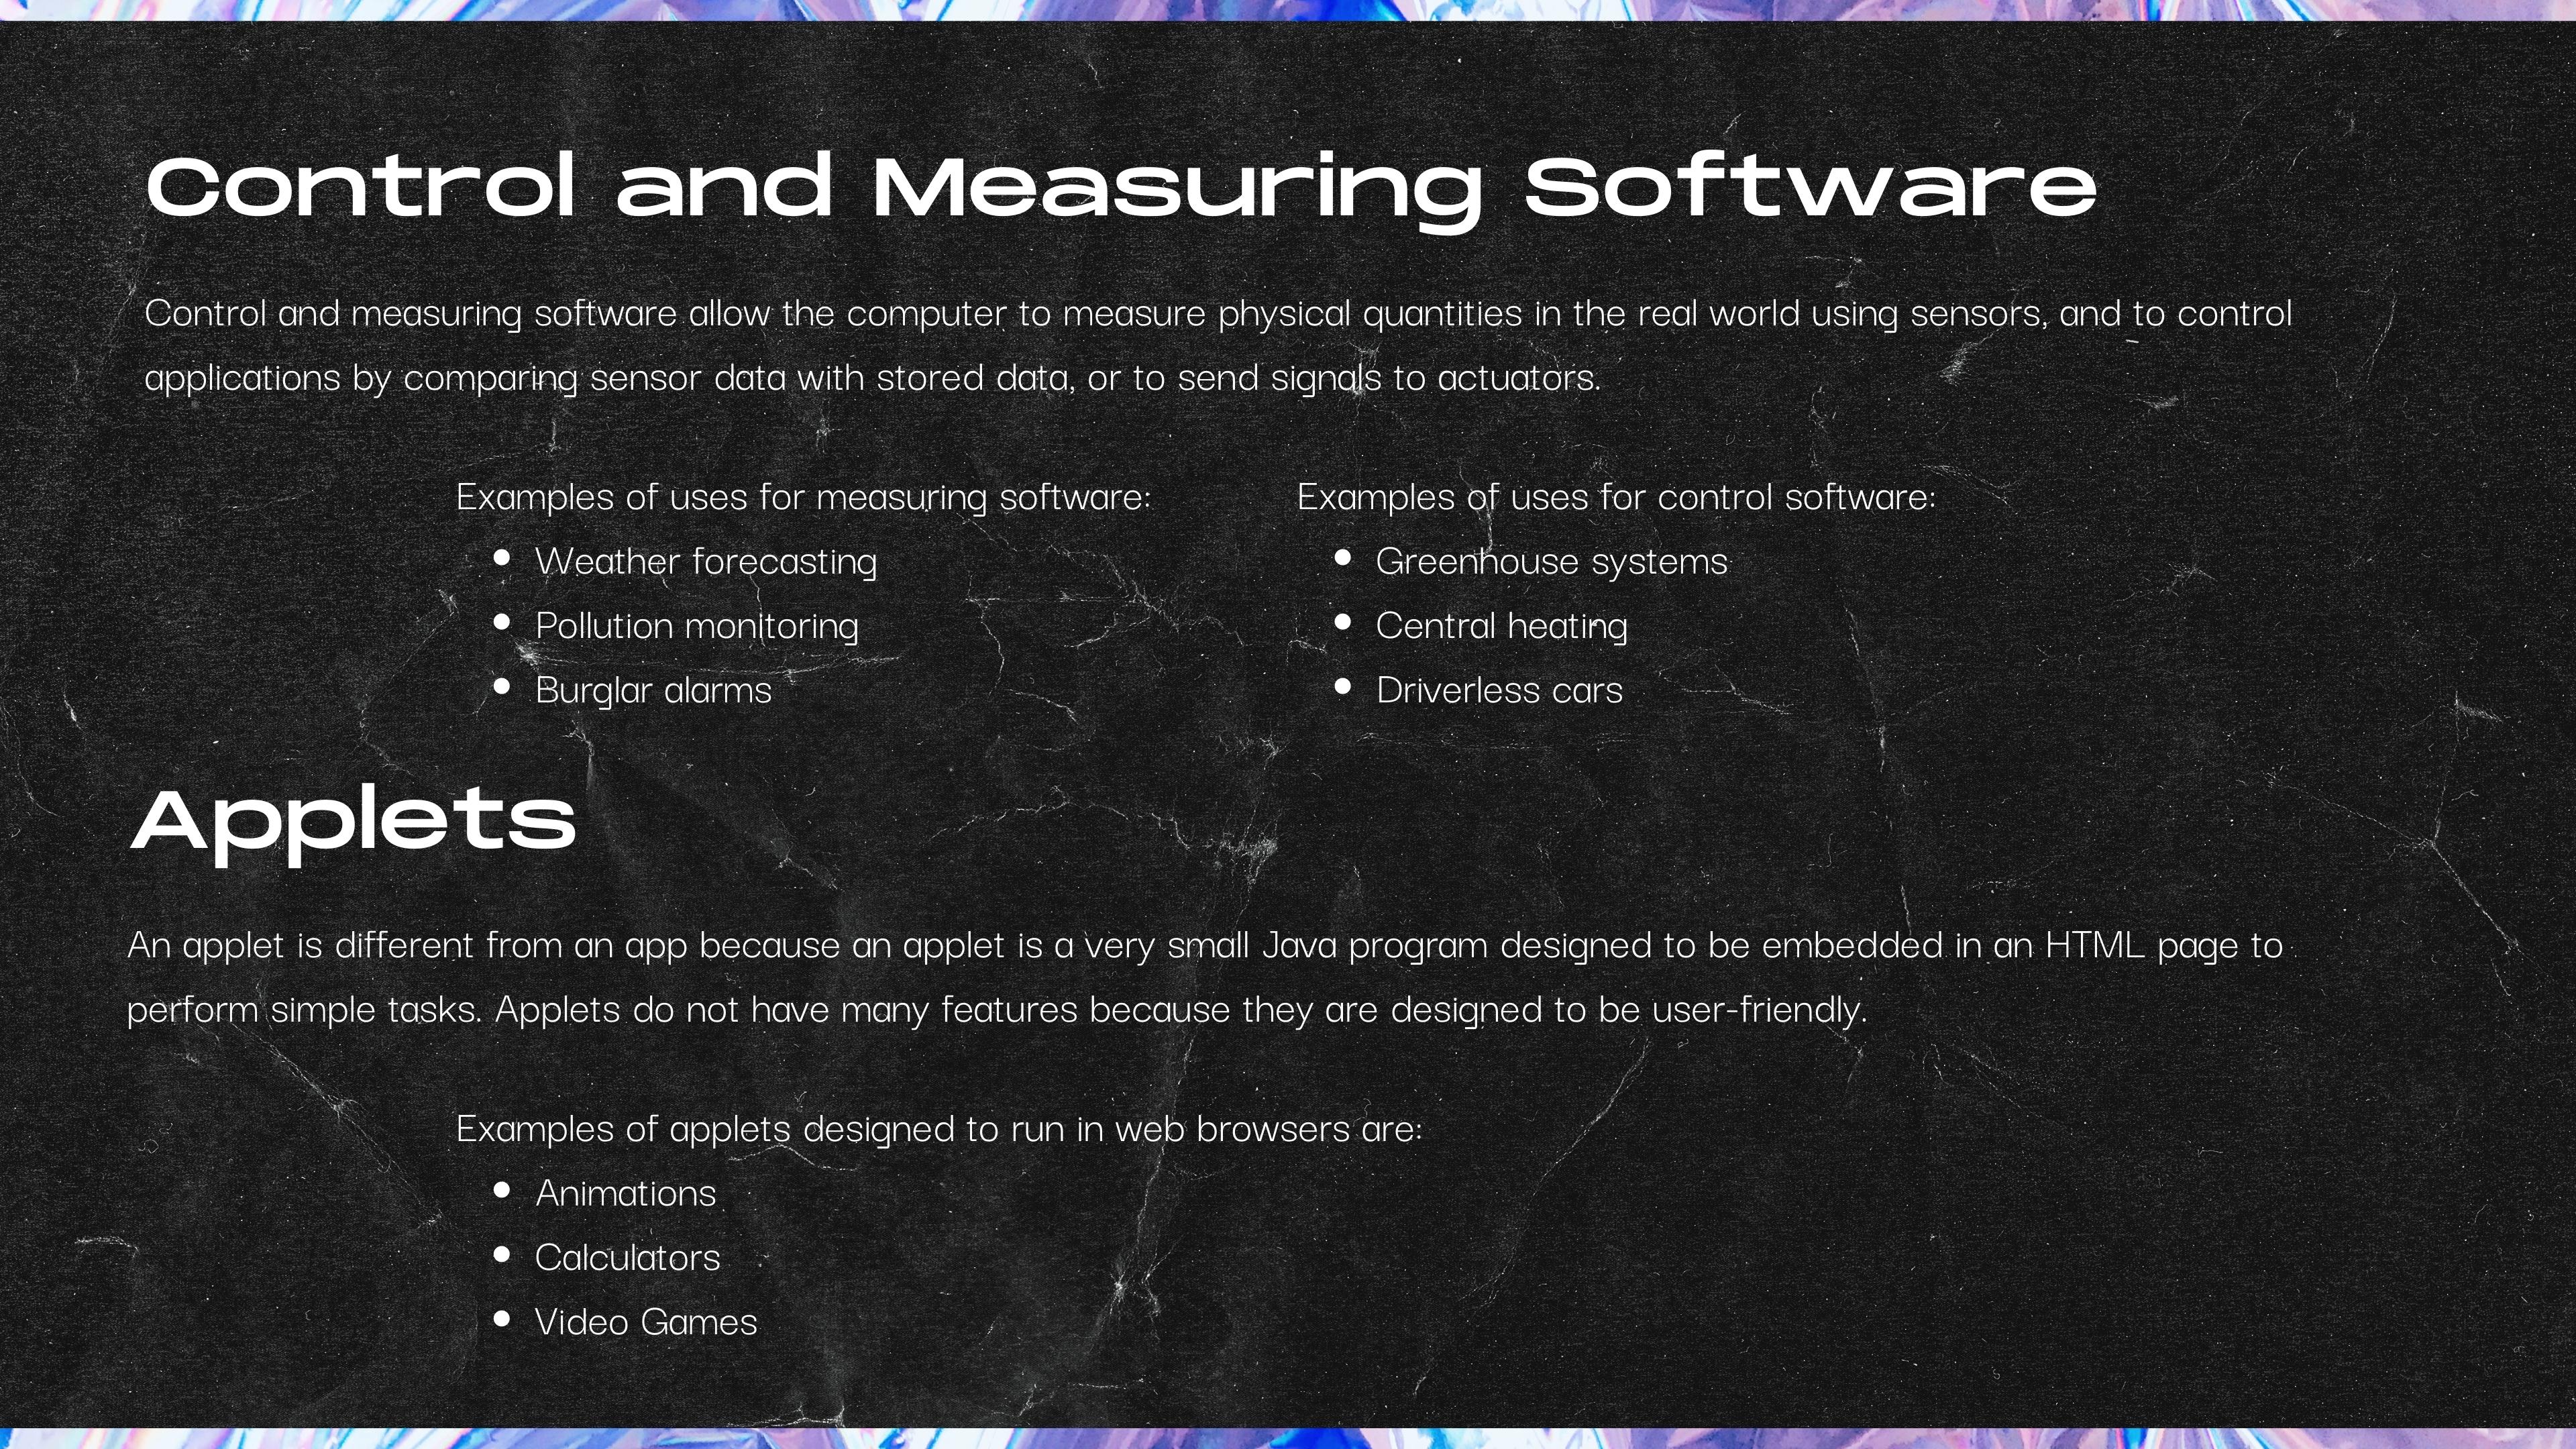 Control and Measuring Software
Control and measuring software allow the computer to measure physical quantities in the real world using sensors, and to control
applications by comparing sensor data with stored data, or to send signals to actuators.
Examples of uses for measuring software:
• Weather forecasting
• Pollution monitoring
• Burglar alarms
Examples of uses for control software:
• Greenhouse systems
• Central heating
• Driverless cars
Applets
An applet is different from an app because an applet is a very small Java program designed to be embedded in an HTML page to
perform simple tasks. Applets do not have many features because they are designed to be user-friendly.
Examples of applets designed to run in web browsers are:
• Animations
• Calculators
• Video Games